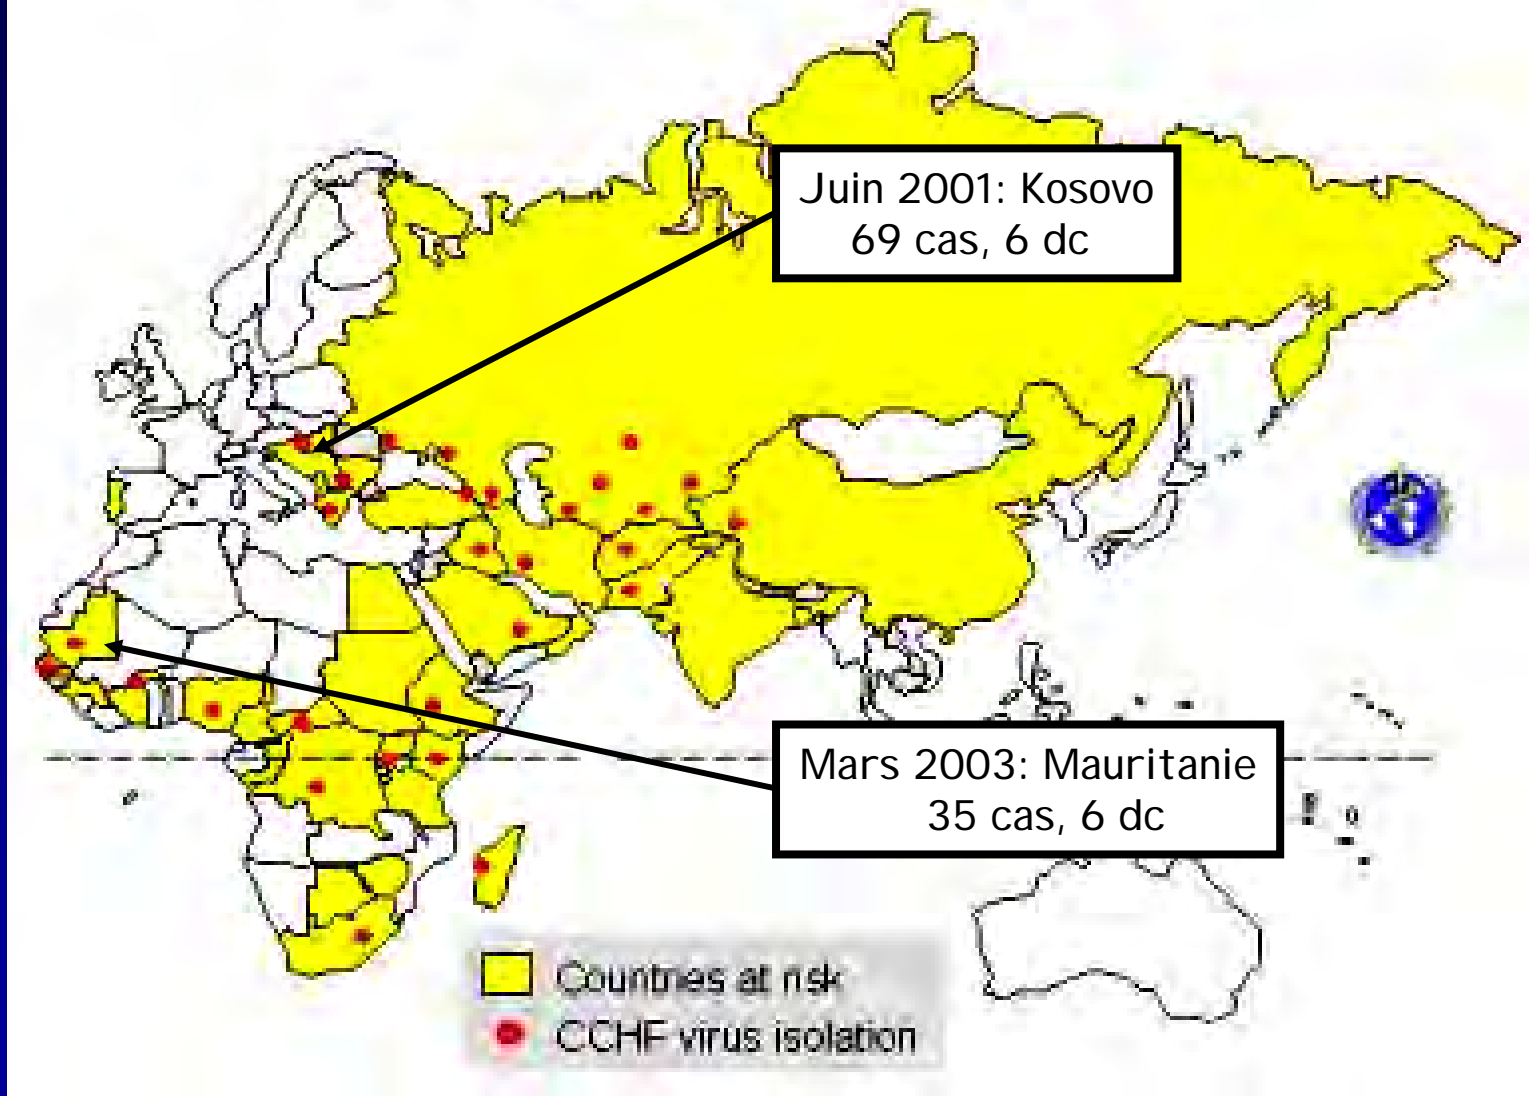 Juin 2001: Kosovo
69 cas, 6 dc
Mars 2003: Mauritanie
35 cas, 6 dc
Countries at risk
CCHF virus isolation